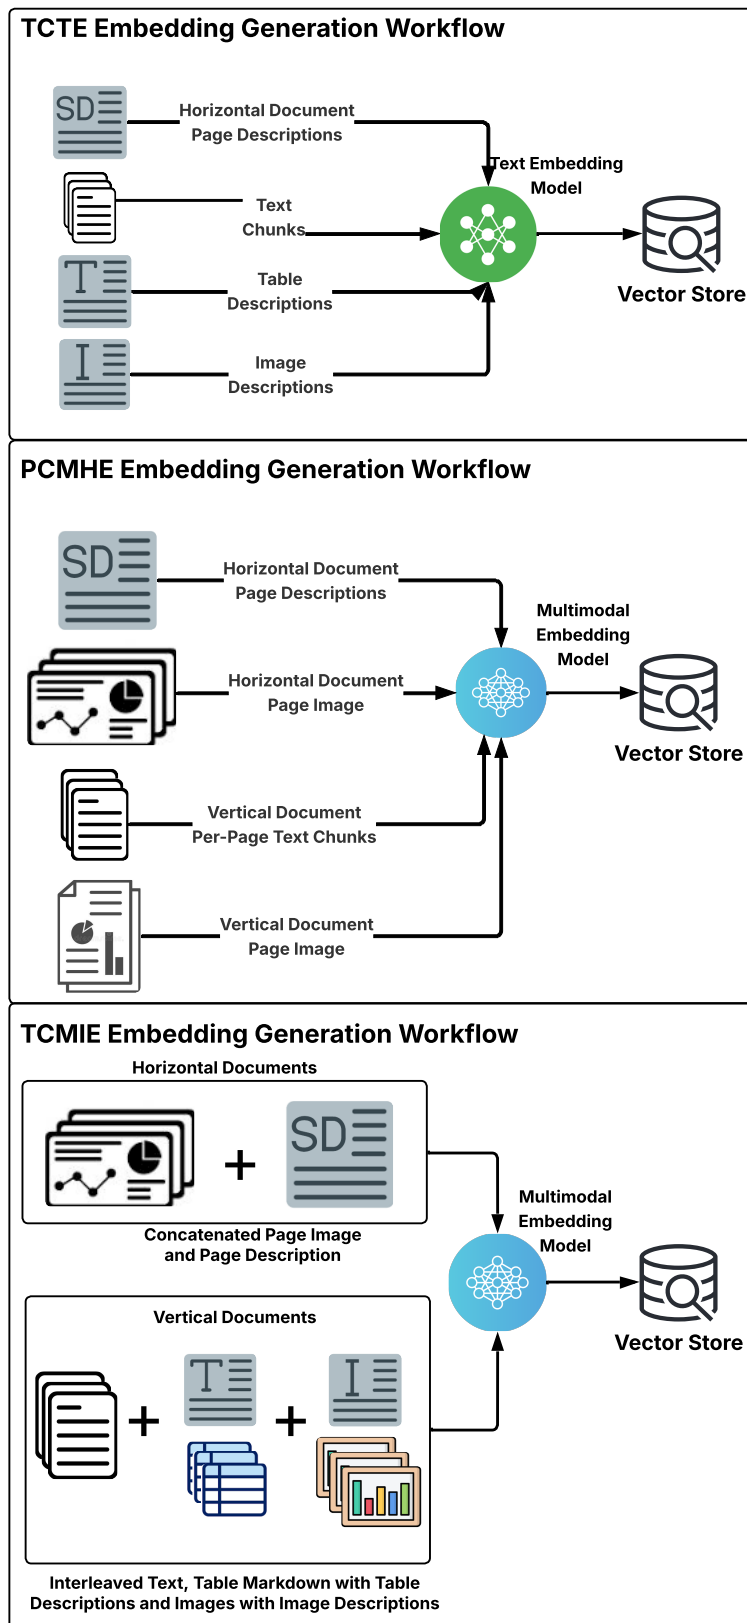 TCTE Embedding Generation Workflow
SD
Horizontal Document
Page Descriptions
Text Embedding
Model
Text
Chunks
T
Table
Descriptions
Vector Store
I
Image
Descriptions
PCMHE Embedding Generation Workflow
SD
Horizontal Document
Page Descriptions
Multimodal
Embedding
Model
Horizontal Document
Page Image
Vector Store
Vertical Document
Per-Page Text Chunks
Vertical Document
Page Image
TCMIE Embedding Generation Workflow
Horizontal Documents
+
SD
Concatenated Page Image
and Page Description
Multimodal
Embedding
Model
Vector Store
Vertical Documents
T
I
+
+
Interleaved Text, Table Markdown with Table
Descriptions and Images with Image Descriptions